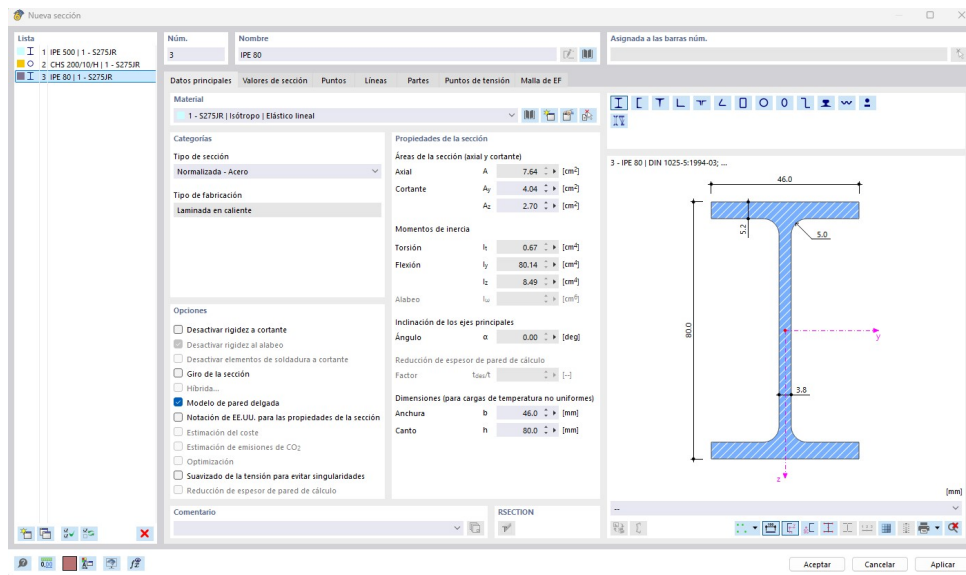 Nueva sección
Lista
1 IPE 500 | 1 - S275JR
2 CHS 200/10/H | 1 - S275JR
3 IPE 80 | 1 - S275JR
Núm.
3
Nombre
IPE 80
Asignada a las barras núm.
Datos principales Valores de sección Puntos Líneas Partes Puntos de tensión Malla de EF
Material
1 - S275JR | Isótropo | Elástico lineal
Categorías
Tipo de sección
Normalizada - Acero
Tipo de fabricación
Laminada en caliente
Opciones
Desactivar rigidez a cortante
Desactivar rigidez al alabeo
Desactivar elementos de soldadura a cortante
Giro de la sección
Híbrida...
Modelo de pared delgada
Notación de EE.UU. para las propiedades de la sección
Estimación del coste
Estimación de emisiones de CO2
Optimización
Suavizado de la tensión para evitar singularidades
Reducción de espesor de pared de cálculo
Propiedades de la sección
Áreas de la sección (axial y cortante)
Axial A 7.64 [cm²]
Cortante Ay 4.04 [cm²]
Az 2.70 [cm²]
Momentos de inercia
Torsión It 0.67 [cm⁴]
Flexión Iy 80.14 [cm⁴]
Iz 8.49 [cm⁴]
Alabeo [cm⁶]
Inclinación de los ejes principales
Ángulo α 0.00 [deg]
Reducción de espesor de pared de cálculo
Factor tdes/t [--]
Dimensiones (para cargas de temperatura no uniformes)
Anchura b 46.0 [mm]
Canto h 80.0 [mm]
Comentario
RSECTION
3 - IPE 80 | DIN 1025-5:1994-03; ...
46.0
5.2
5.0
80.0
y
3.8
z
[mm]
--
0,00
Aceptar Cancelar Aplicar